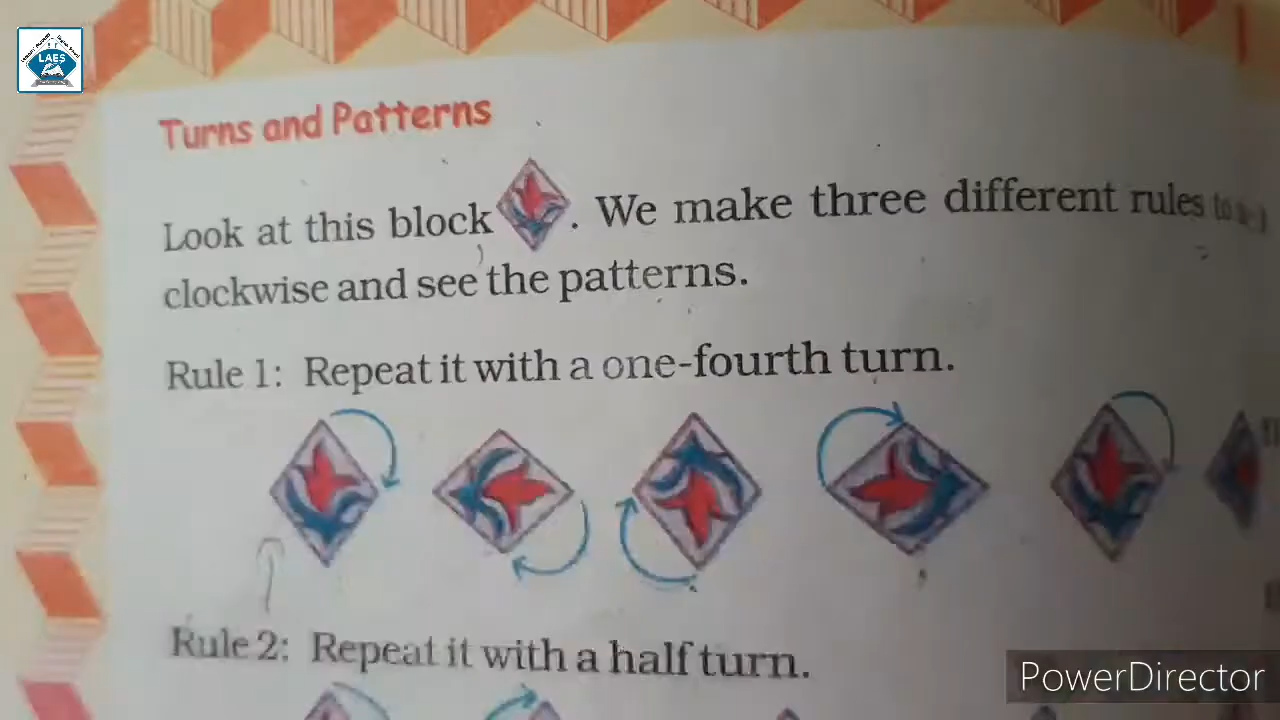 LAES
Turns and Patterns
Look at this block . We make three different rules to
clockwise and see the patterns.
Rule 1: Repeat it with a one-fourth turn.
Rule 2: Repeat it with a half turn.
PowerDirector